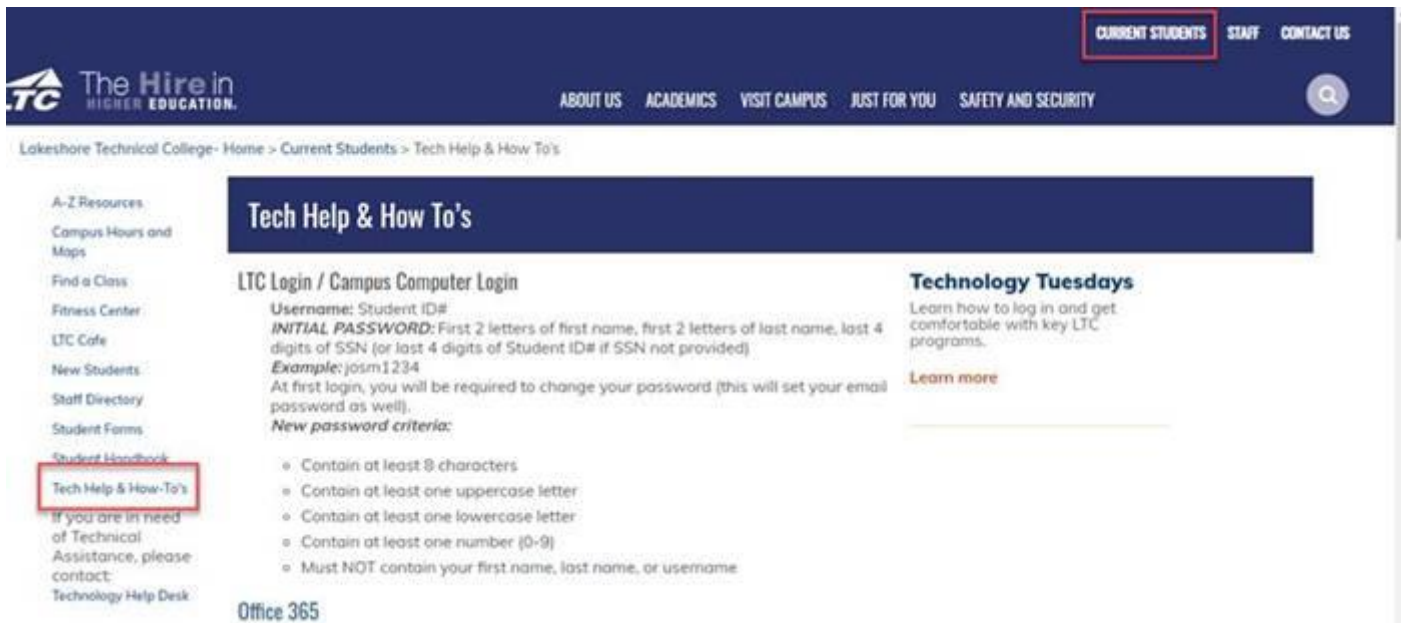 CURRENT STUDENTS STAFF CONTACT US
LTC The Hire in
HIGHER EDUCATION.
ABOUT US ACADEMICS VISIT CAMPUS JUST FOR YOU SAFETY AND SECURITY
Lakeshore Technical College- Home > Current Students > Tech Help & How To's
A-Z Resources
Campus Hours and
Maps
Find a Class
Fitness Center
LTC Cafe
New Students
Staff Directory
Student Forms
Student Handbook
Tech Help & How-To's
If you are in need
of Technical
Assistance, please
contact:
Technology Help Desk
Tech Help & How To's
LTC Login / Campus Computer Login
Username: Student ID#
INITIAL PASSWORD: First 2 letters of first name, first 2 letters of last name, last 4
digits of SSN (or last 4 digits of Student ID# if SSN not provided)
Example: josm1234
At first login, you will be required to change your password (this will set your email
password as well).
New password criteria:
Contain at least 8 characters
Contain at least one uppercase letter
Contain at least one lowercase letter
Contain at least one number (0-9)
Must NOT contain your first name, last name, or username
Office 365
Technology Tuesdays
Learn how to log in and get
comfortable with key LTC
programs.
Learn more